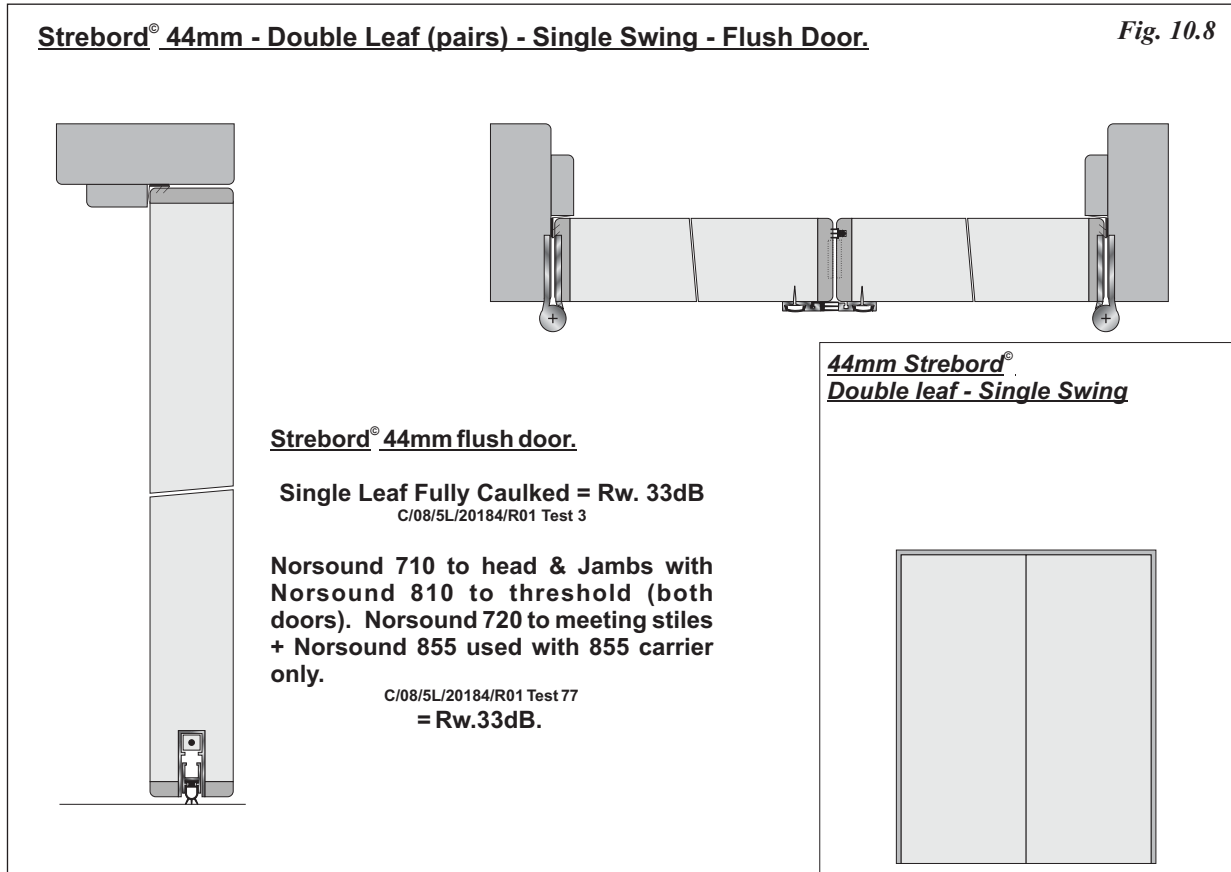 Strebord© 44mm - Double Leaf (pairs) - Single Swing - Flush Door.
Fig. 10.8
44mm Strebord©.
Double leaf - Single Swing
Strebord© 44mm flush door.
Single Leaf Fully Caulked = Rw. 33dB
C/08/5L/20184/R01 Test 3
Norsound 710 to head & Jambs with
Norsound 810 to threshold (both
doors). Norsound 720 to meeting stiles
+ Norsound 855 used with 855 carrier
only.
C/08/5L/20184/R01 Test 77
= Rw.33dB.